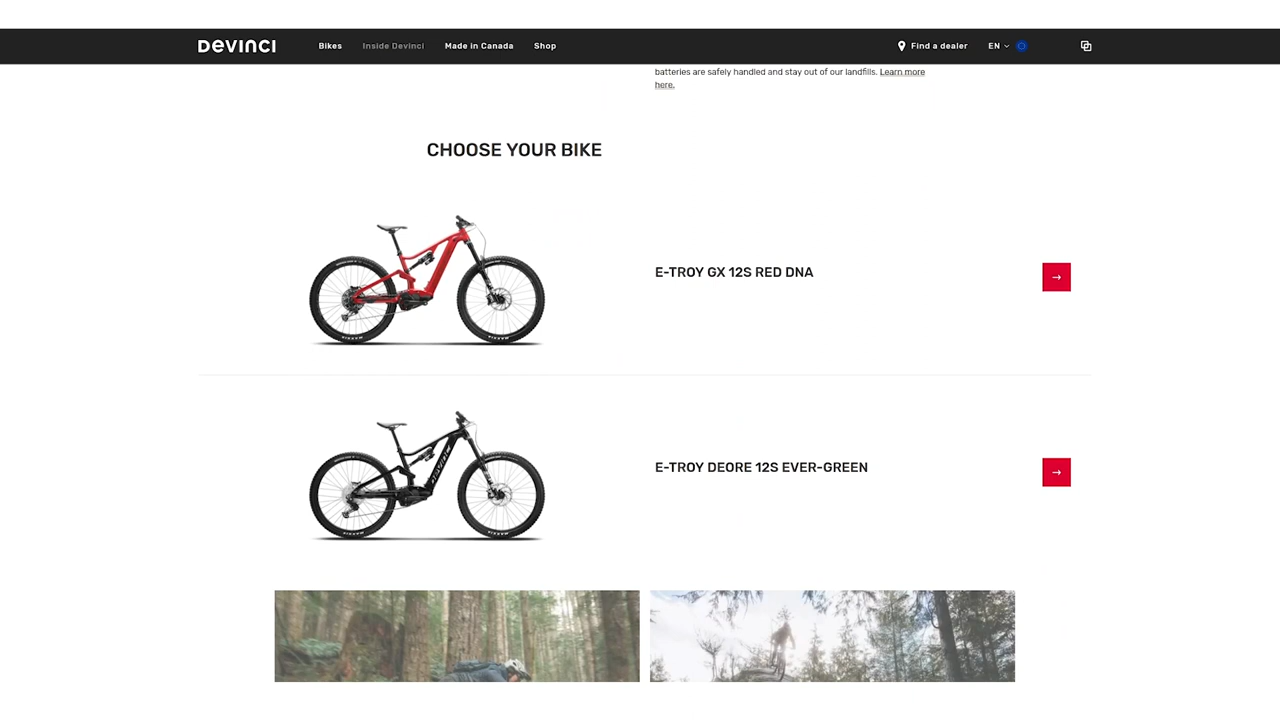 DEVINCI Bikes Inside Devinci Made in Canada Shop Find a dealer EN
batteries are safely handled and stay out of our landfills. Learn more
here.
CHOOSE YOUR BIKE
E-TROY GX 12S RED DNA
E-TROY DEORE 12S EVER-GREEN